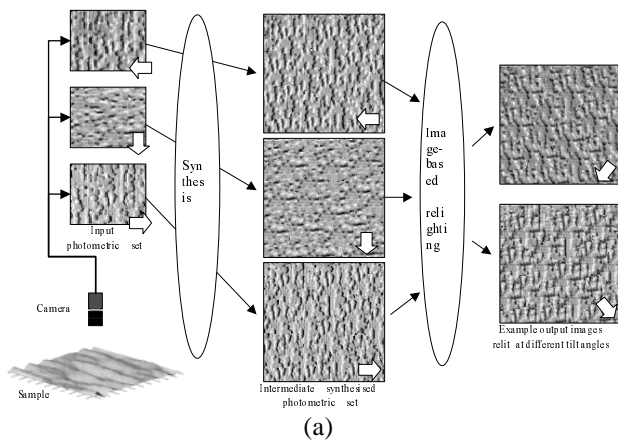 Input
photometric set
Camera
Sample
Syn
thes
is
Intermediate synthesised
photometric set
Ima
ge-
bas
ed
reli
ghti
ng
Example output images
relit at different tilt angles
(a)